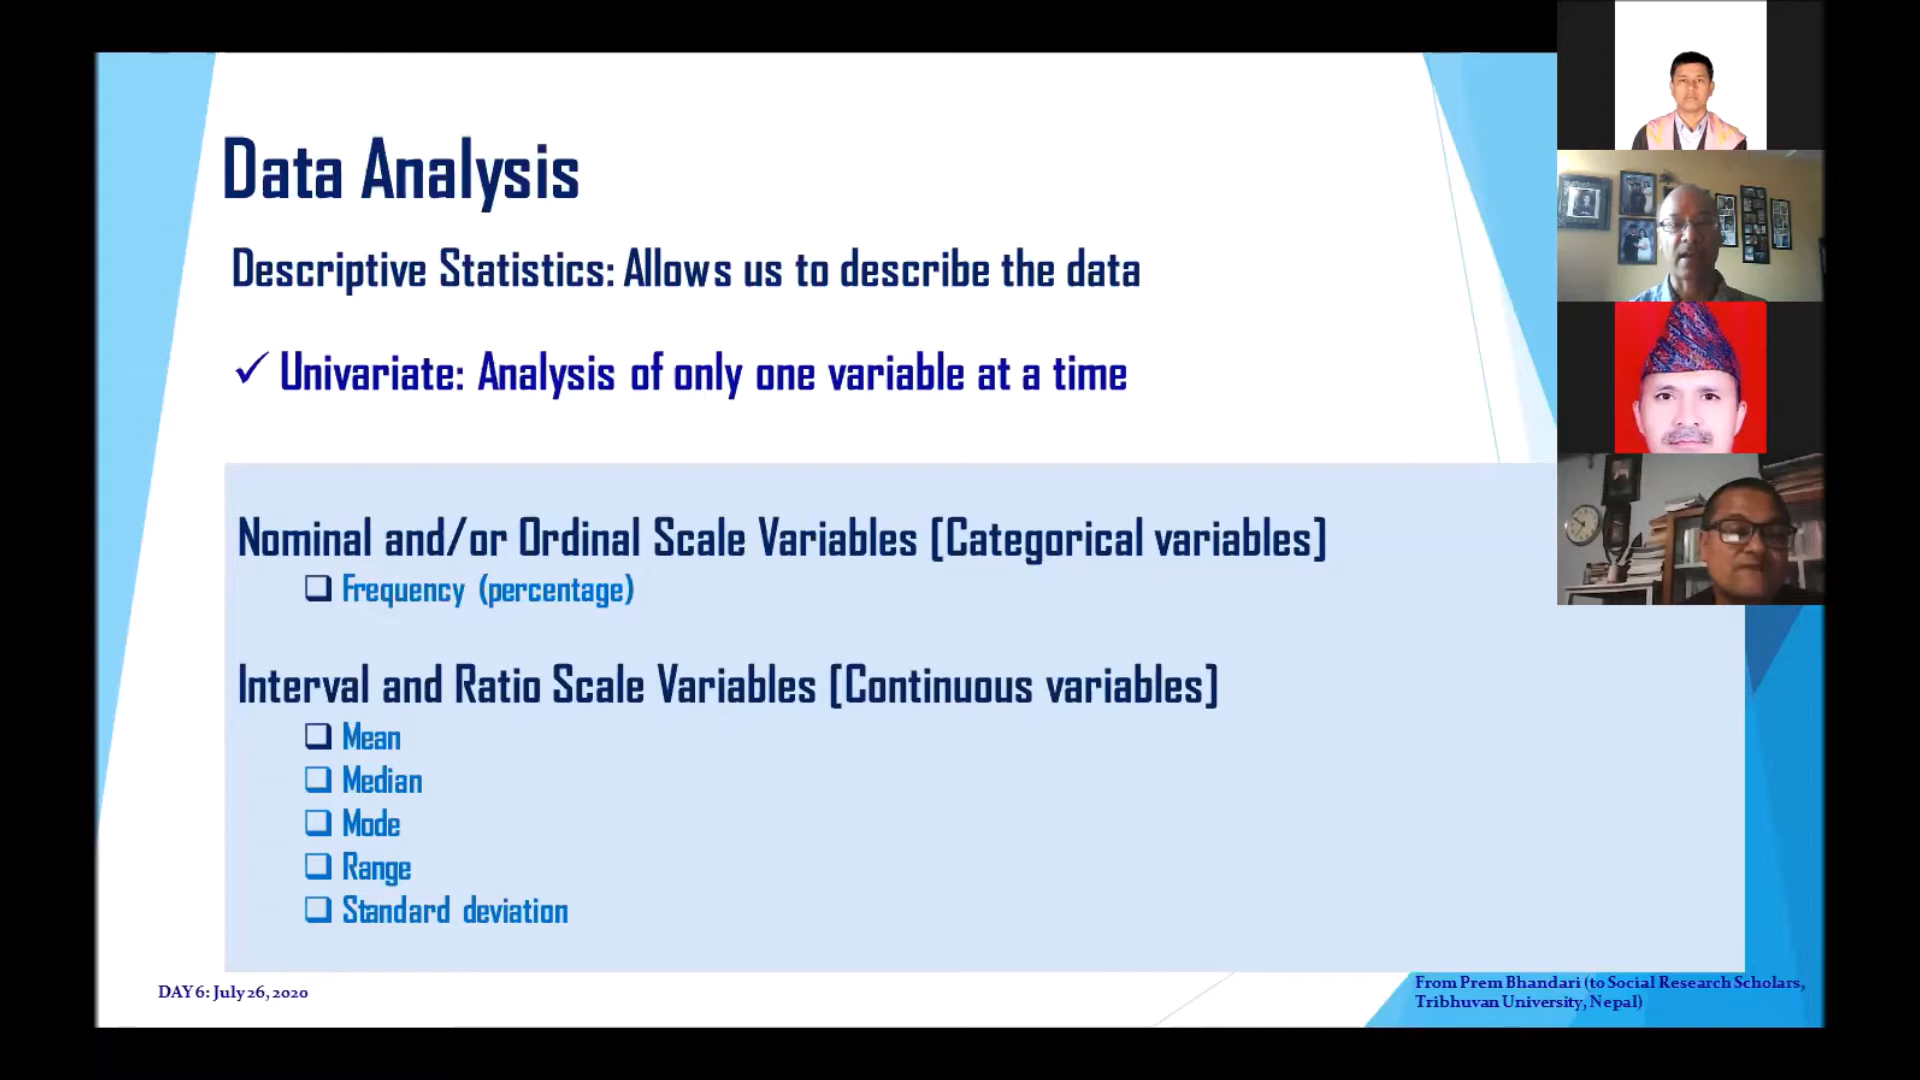 Data Analysis
Descriptive Statistics: Allows us to describe the data
✓ Univariate: Analysis of only one variable at a time
Nominal and/or Ordinal Scale Variables [Categorical variables]
❑ Frequency (percentage)
Interval and Ratio Scale Variables [Continuous variables]
❑ Mean
❑ Median
❑ Mode
❑ Range
❑ Standard deviation
DAY 6: July 26, 2020
From Prem Bhandari (to Social Research Scholars,
Tribhuvan University, Nepal)